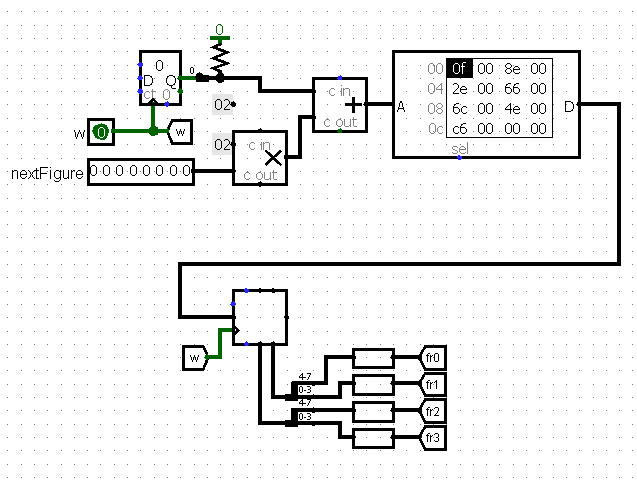 0
0
D Q 0
ct 0
02
c in
+
c out
A
00 0f 00 8e 00
04 2e 00 66 00
08 6c 00 4e 00
0c c6 00 00 00
sel
D
w 0 w
02
c in
c out
nextFigure 0 0 0 0 0 0 0 0
w
4-7
0-3
4-7
0-3
fr0
fr1
fr2
fr3